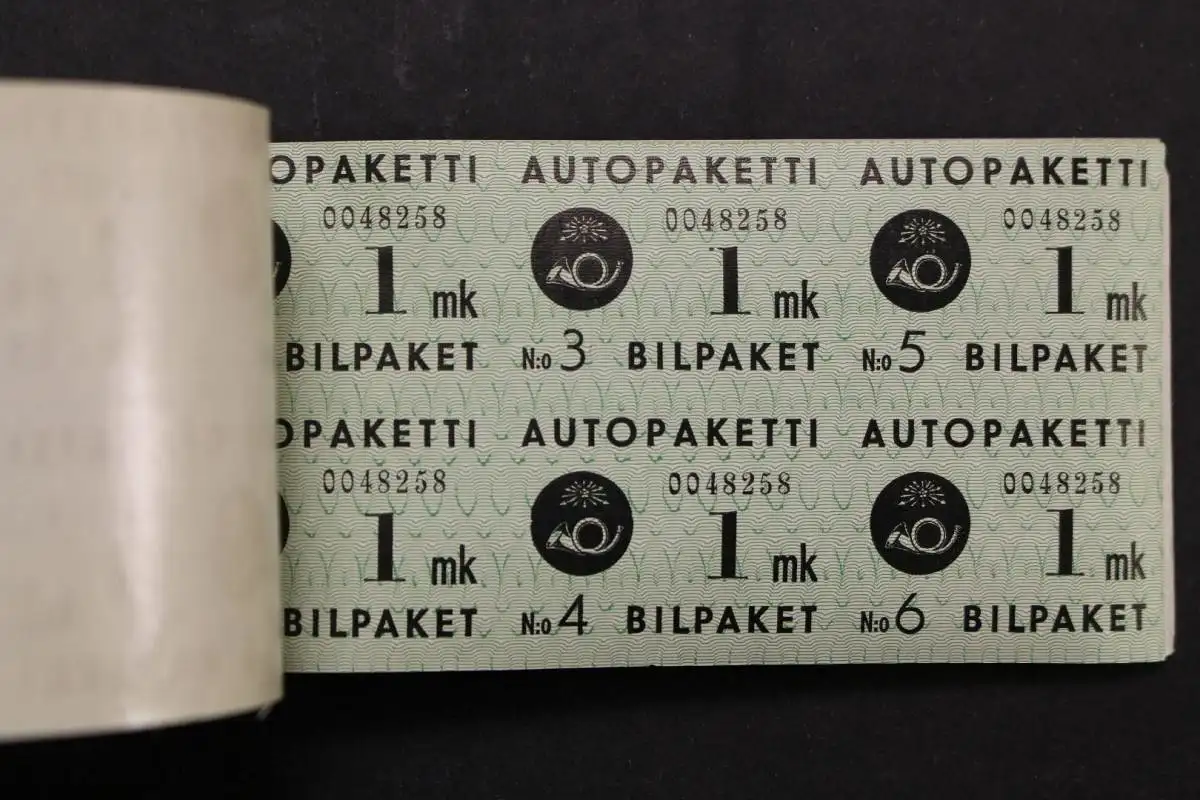 OPAKETTI AUTOPAKETTI AUTOPAKETTI
0048258 0048258 0048258
1 mk 1 mk 1 mk
BILPAKET N:o 3 BILPAKET N:o 5 BILPAKET
OPAKETTI AUTOPAKETTI AUTOPAKETTI
0048258 0048258 0048258
1 mk 1 mk 1 mk
BILPAKET N:o 4 BILPAKET N:o 6 BILPAKET